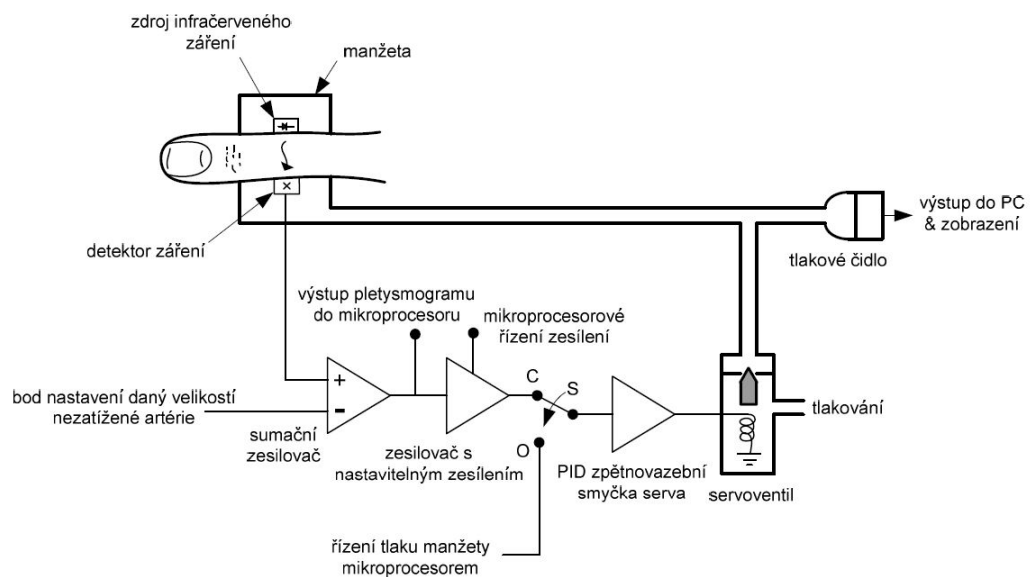 zdroj infračerveného
záření
manžeta
detektor záření
výstup do PC
& zobrazení
tlakové čidlo
výstup pletysmogramu
do mikroprocesoru
mikroprocesorové
řízení zesílení
bod nastavení daný velikostí
nezatížené artérie
+
-
sumační
zesilovač
zesilovač s
nastavitelným zesílením
C
S
O
PID zpětnovazební
smyčka serva
tlakování
servoventil
řízení tlaku manžety
mikroprocesorem